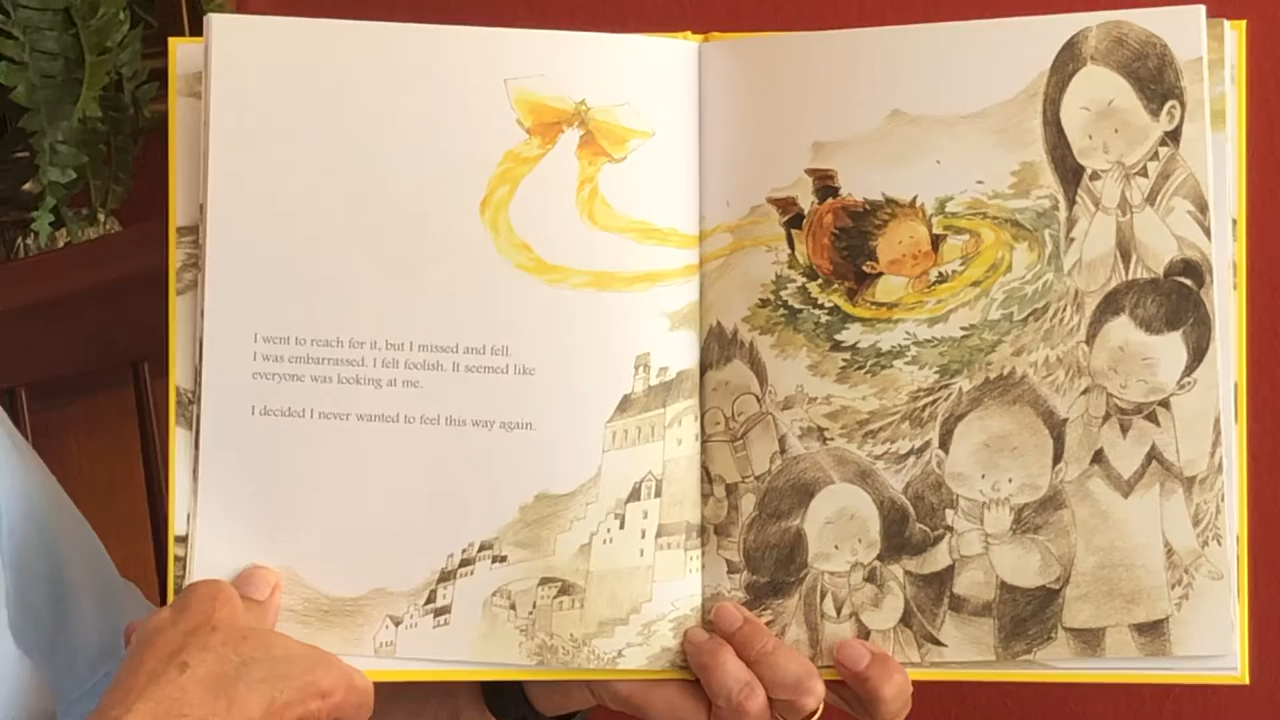 I went to reach for it, but I missed and fell.
I was embarrassed. I felt foolish. It seemed like
everyone was looking at me.
I decided I never wanted to feel this way again.